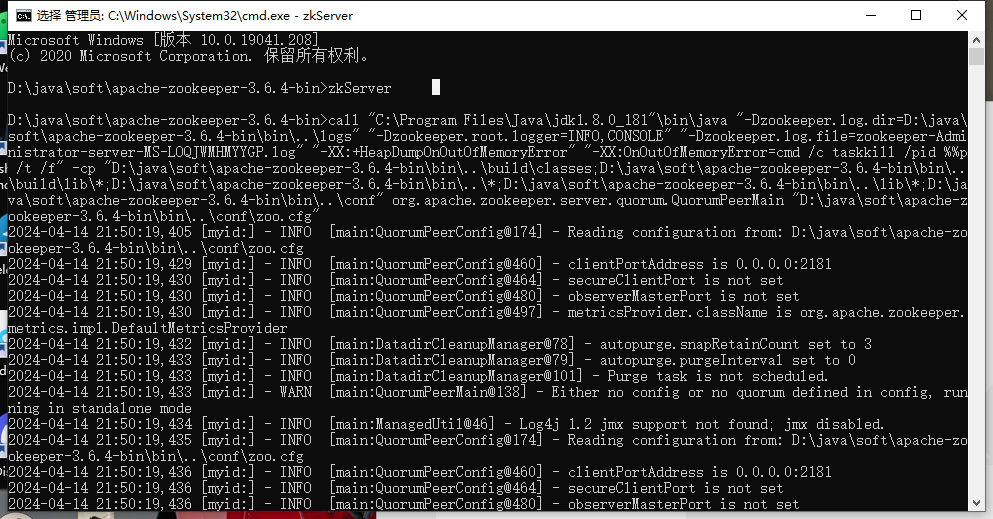 选择 管理员: C:\Windows\System32\cmd.exe - zkServer
Microsoft Windows [版本 10.0.19041.208]
(c) 2020 Microsoft Corporation. 保留所有权利。
D:\java\soft\apache-zookeeper-3.6.4-bin>zkServer
D:\java\soft\apache-zookeeper-3.6.4-bin>call "C:\Program Files\Java\jdk1.8.0_181"\bin\java "-Dzookeeper.log.dir=D:\java\
soft\apache-zookeeper-3.6.4-bin\bin\..\logs" "-Dzookeeper.root.logger=INFO,CONSOLE" "-Dzookeeper.log.file=zookeeper-Admi
nistrator-server-MS-LOQJWMHMYYGP.log" "-XX:+HeapDumpOnOutOfMemoryError" "-XX:OnOutOfMemoryError=cmd /c taskkill /pid %%p
/t /f" -cp "D:\java\soft\apache-zookeeper-3.6.4-bin\bin\..\build\classes;D:\java\soft\apache-zookeeper-3.6.4-bin\bin\..
\build\lib\*;D:\java\soft\apache-zookeeper-3.6.4-bin\bin\..\*;D:\java\soft\apache-zookeeper-3.6.4-bin\bin\..\lib\*;D:\ja
va\soft\apache-zookeeper-3.6.4-bin\bin\..\conf" org.apache.zookeeper.server.quorum.QuorumPeerMain "D:\java\soft\apache-z
ookeeper-3.6.4-bin\bin\..\conf\zoo.cfg"
2024-04-14 21:50:19,405 [myid:] - INFO  [main:QuorumPeerConfig@174] - Reading configuration from: D:\java\soft\apache-zo
okeeper-3.6.4-bin\bin\..\conf\zoo.cfg
2024-04-14 21:50:19,429 [myid:] - INFO  [main:QuorumPeerConfig@460] - clientPortAddress is 0.0.0.0:2181
2024-04-14 21:50:19,430 [myid:] - INFO  [main:QuorumPeerConfig@464] - secureClientPort is not set
2024-04-14 21:50:19,430 [myid:] - INFO  [main:QuorumPeerConfig@480] - observerMasterPort is not set
2024-04-14 21:50:19,430 [myid:] - INFO  [main:QuorumPeerConfig@497] - metricsProvider.className is org.apache.zookeeper.
metrics.impl.DefaultMetricsProvider
2024-04-14 21:50:19,432 [myid:] - INFO  [main:DatadirCleanupManager@78] - autopurge.snapRetainCount set to 3
2024-04-14 21:50:19,433 [myid:] - INFO  [main:DatadirCleanupManager@79] - autopurge.purgeInterval set to 0
2024-04-14 21:50:19,433 [myid:] - INFO  [main:DatadirCleanupManager@101] - Purge task is not scheduled.
2024-04-14 21:50:19,433 [myid:] - WARN  [main:QuorumPeerMain@138] - Either no config or no quorum defined in config, run
ning in standalone mode
2024-04-14 21:50:19,434 [myid:] - INFO  [main:ManagedUtil@46] - Log4j 1.2 jmx support not found; jmx disabled.
2024-04-14 21:50:19,435 [myid:] - INFO  [main:QuorumPeerConfig@174] - Reading configuration from: D:\java\soft\apache-zo
okeeper-3.6.4-bin\bin\..\conf\zoo.cfg
2024-04-14 21:50:19,436 [myid:] - INFO  [main:QuorumPeerConfig@460] - clientPortAddress is 0.0.0.0:2181
2024-04-14 21:50:19,436 [myid:] - INFO  [main:QuorumPeerConfig@464] - secureClientPort is not set
2024-04-14 21:50:19,436 [myid:] - INFO  [main:QuorumPeerConfig@480] - observerMasterPort is not set